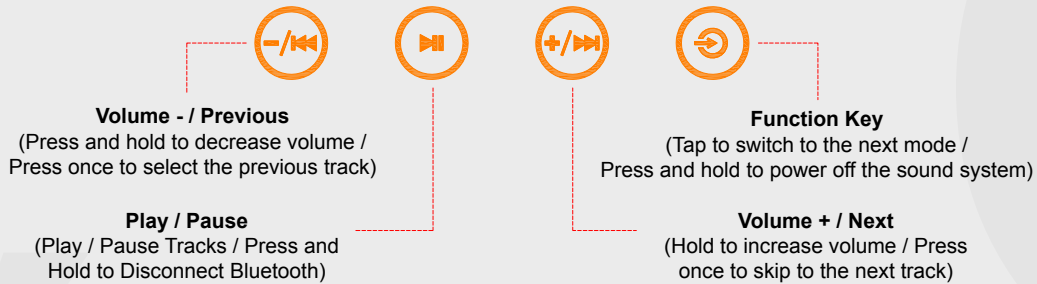 Volume - / Previous
(Press and hold to decrease volume /
Press once to select the previous track)
Function Key
(Tap to switch to the next mode /
Press and hold to power off the sound system)
Play / Pause
(Play / Pause Tracks / Press and
Hold to Disconnect Bluetooth)
Volume + / Next
(Hold to increase volume / Press
once to skip to the next track)